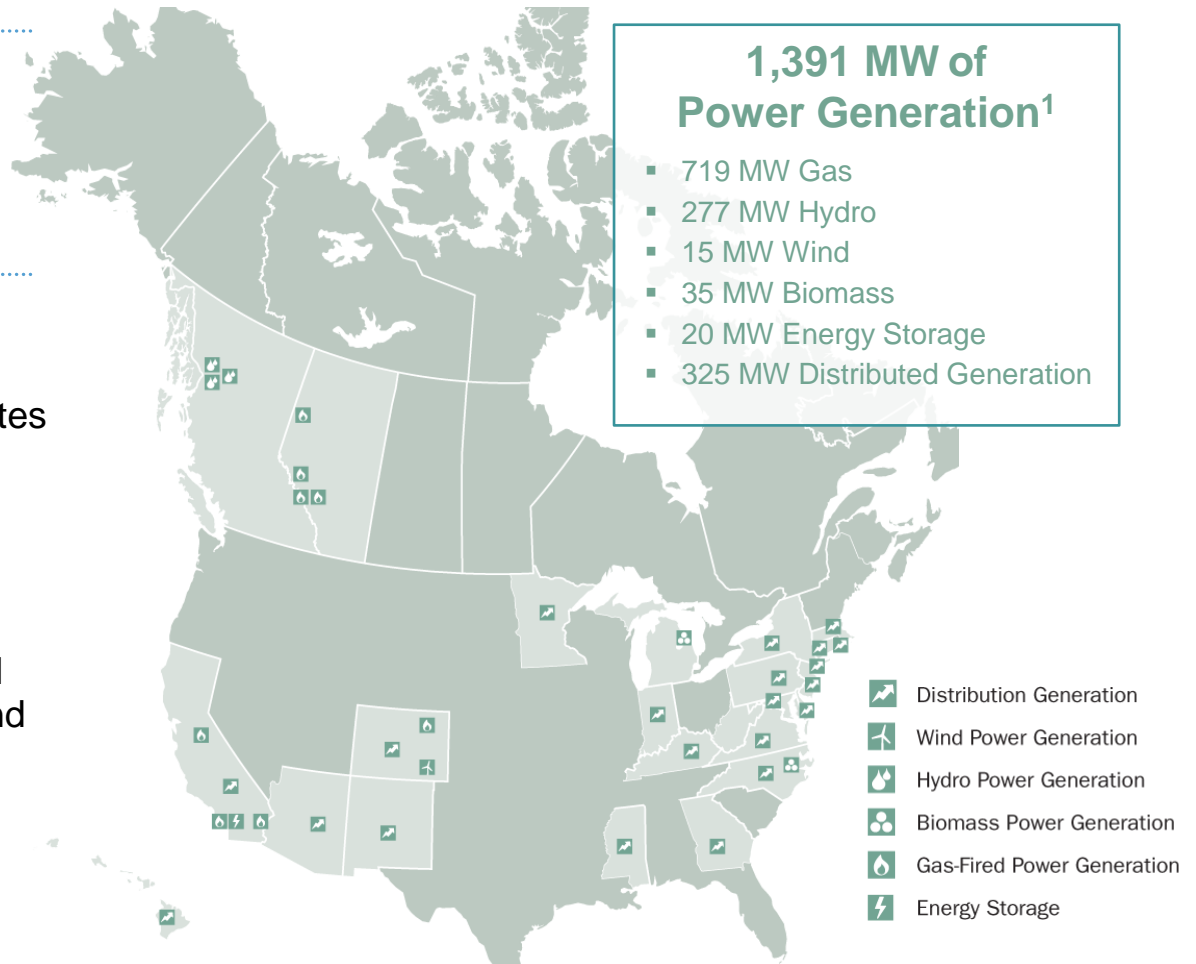 1,391 MW of
Power Generation¹
▪ 719 MW Gas
▪ 277 MW Hydro
▪ 15 MW Wind
▪ 35 MW Biomass
▪ 20 MW Energy Storage
▪ 325 MW Distributed Generation
tes
nd
Distribution Generation
Wind Power Generation
Hydro Power Generation
Biomass Power Generation
Gas-Fired Power Generation
Energy Storage